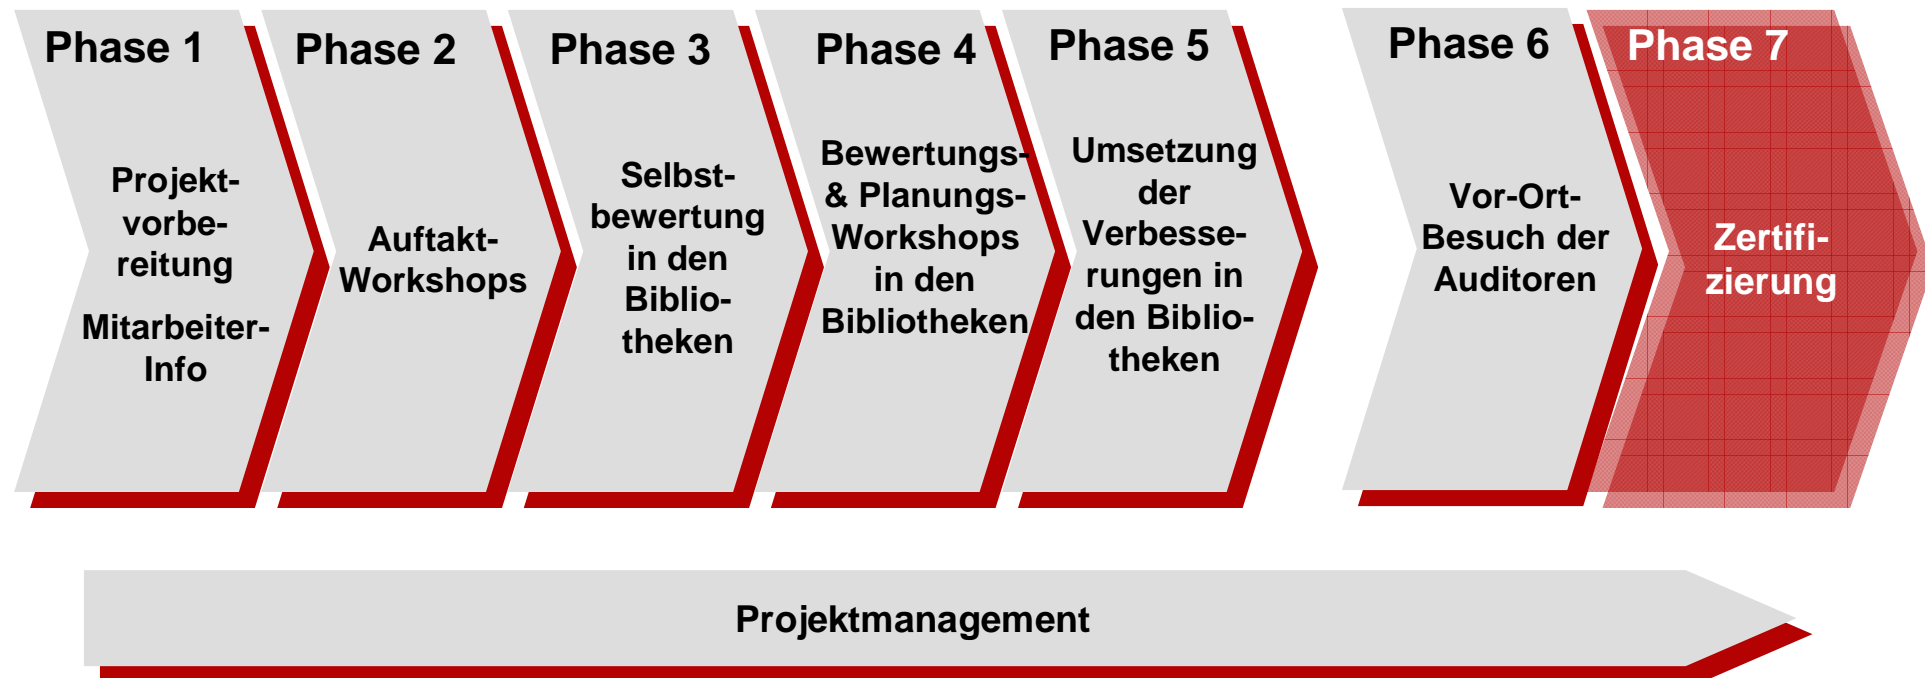 Phase 1
Projekt-
vorbe-
reitung
Mitarbeiter-
Info
Phase 2
Auftakt-
Workshops
Phase 3
Selbst-
bewertung
in den
Biblio-
theken
Phase 4
Bewertungs-
& Planungs-
Workshops
in den
Bibliotheken
Phase 5
Umsetzung
der
Verbesse-
rungen in
den Biblio-
theken
Phase 6
Vor-Ort-
Besuch der
Auditoren
Phase 7
Zertifi-
zierung
Projektmanagement